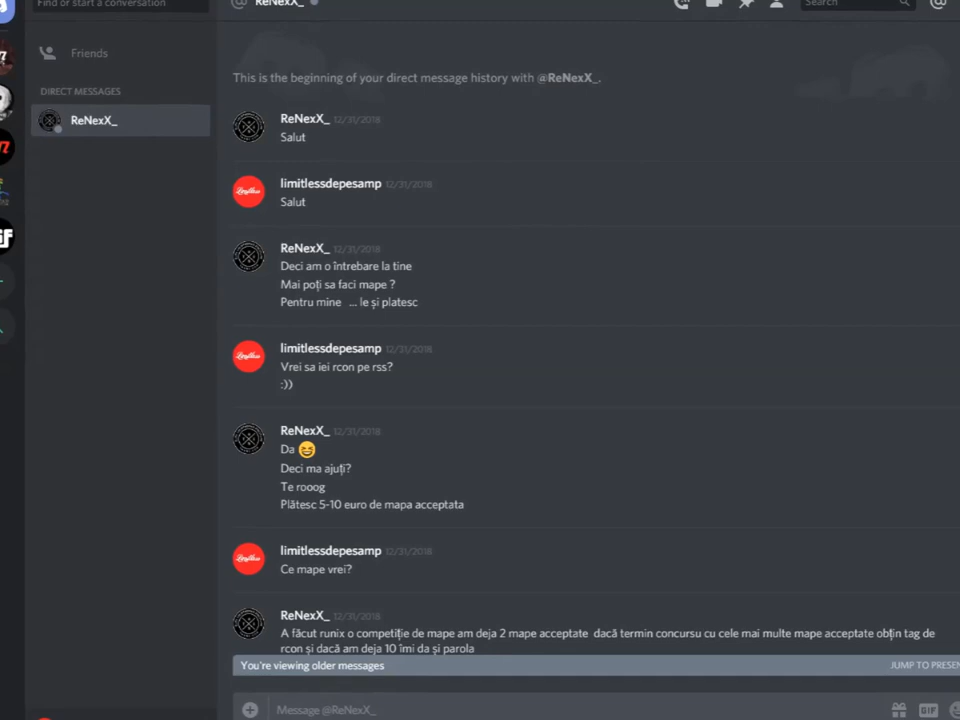 Find or start a conversation
ReNexX_
Search
Friends
DIRECT MESSAGES
ReNexX_
This is the beginning of your direct message history with @ReNexX_.
ReNexX_ 12/31/2018
Salut
limitlessdepesamp 12/31/2018
Salut
ReNexX_ 12/31/2018
Deci am o întrebare la tine
Mai poți sa faci mape ?
Pentru mine ... le și platesc
limitlessdepesamp 12/31/2018
Vrei sa iei rcon pe rss?
:))
ReNexX_ 12/31/2018
Da
Deci ma ajuți?
Te rooog
Plătesc 5-10 euro de mapa acceptata
limitlessdepesamp 12/31/2018
Ce mape vrei?
ReNexX_ 12/31/2018
A făcut runix o competiție de mape am deja 2 mape acceptate dacă termin concursu cu cele mai multe mape acceptate obțin tag de
rcon și dacă am deja 10 îmi da și parola
You're viewing older messages
JUMP TO PRESEN
Message @ReNexX_
GIF